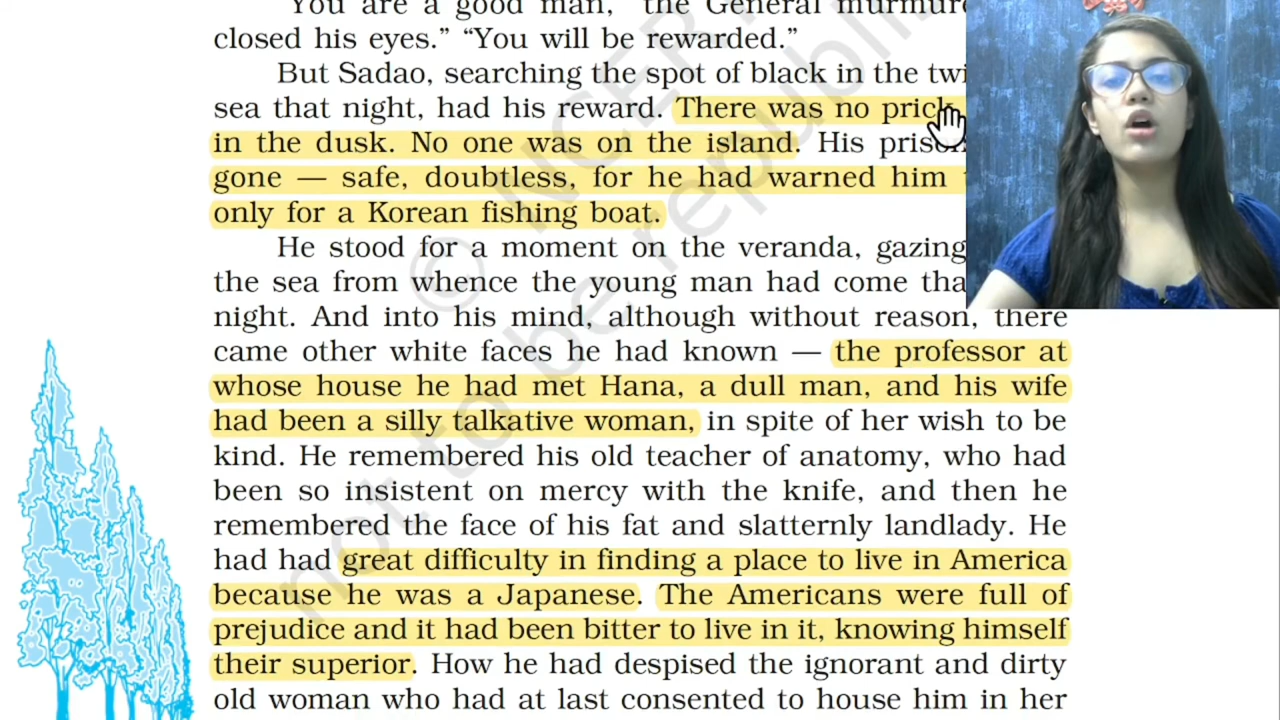 "You are a good man," the General
closed his eyes.” “You will be rewarded.”
But Sadao, searching the spot of black in the
sea that night, had his reward. There was no prick
in the dusk. No one was on the island. His
gone — safe, doubtless, for he had warned him
only for a Korean fishing boat.
He stood for a moment on the veranda, gazing
the sea from whence the young man had come
night. And into his mind, although without reason, there
came other white faces he had known — the professor at
whose house he had met Hana, a dull man, and his wife
had been a silly talkative woman, in spite of her wish to be
kind. He remembered his old teacher of anatomy, who had
been so insistent on mercy with the knife, and then he
remembered the face of his fat and slatternly landlady. He
had had great difficulty in finding a place to live in America
because he was a Japanese. The Americans were full of
prejudice and it had been bitter to live in it, knowing himself
their superior. How he had despised the ignorant and dirty
old woman who had at last consented to house him in her
© NCER
not to be republi